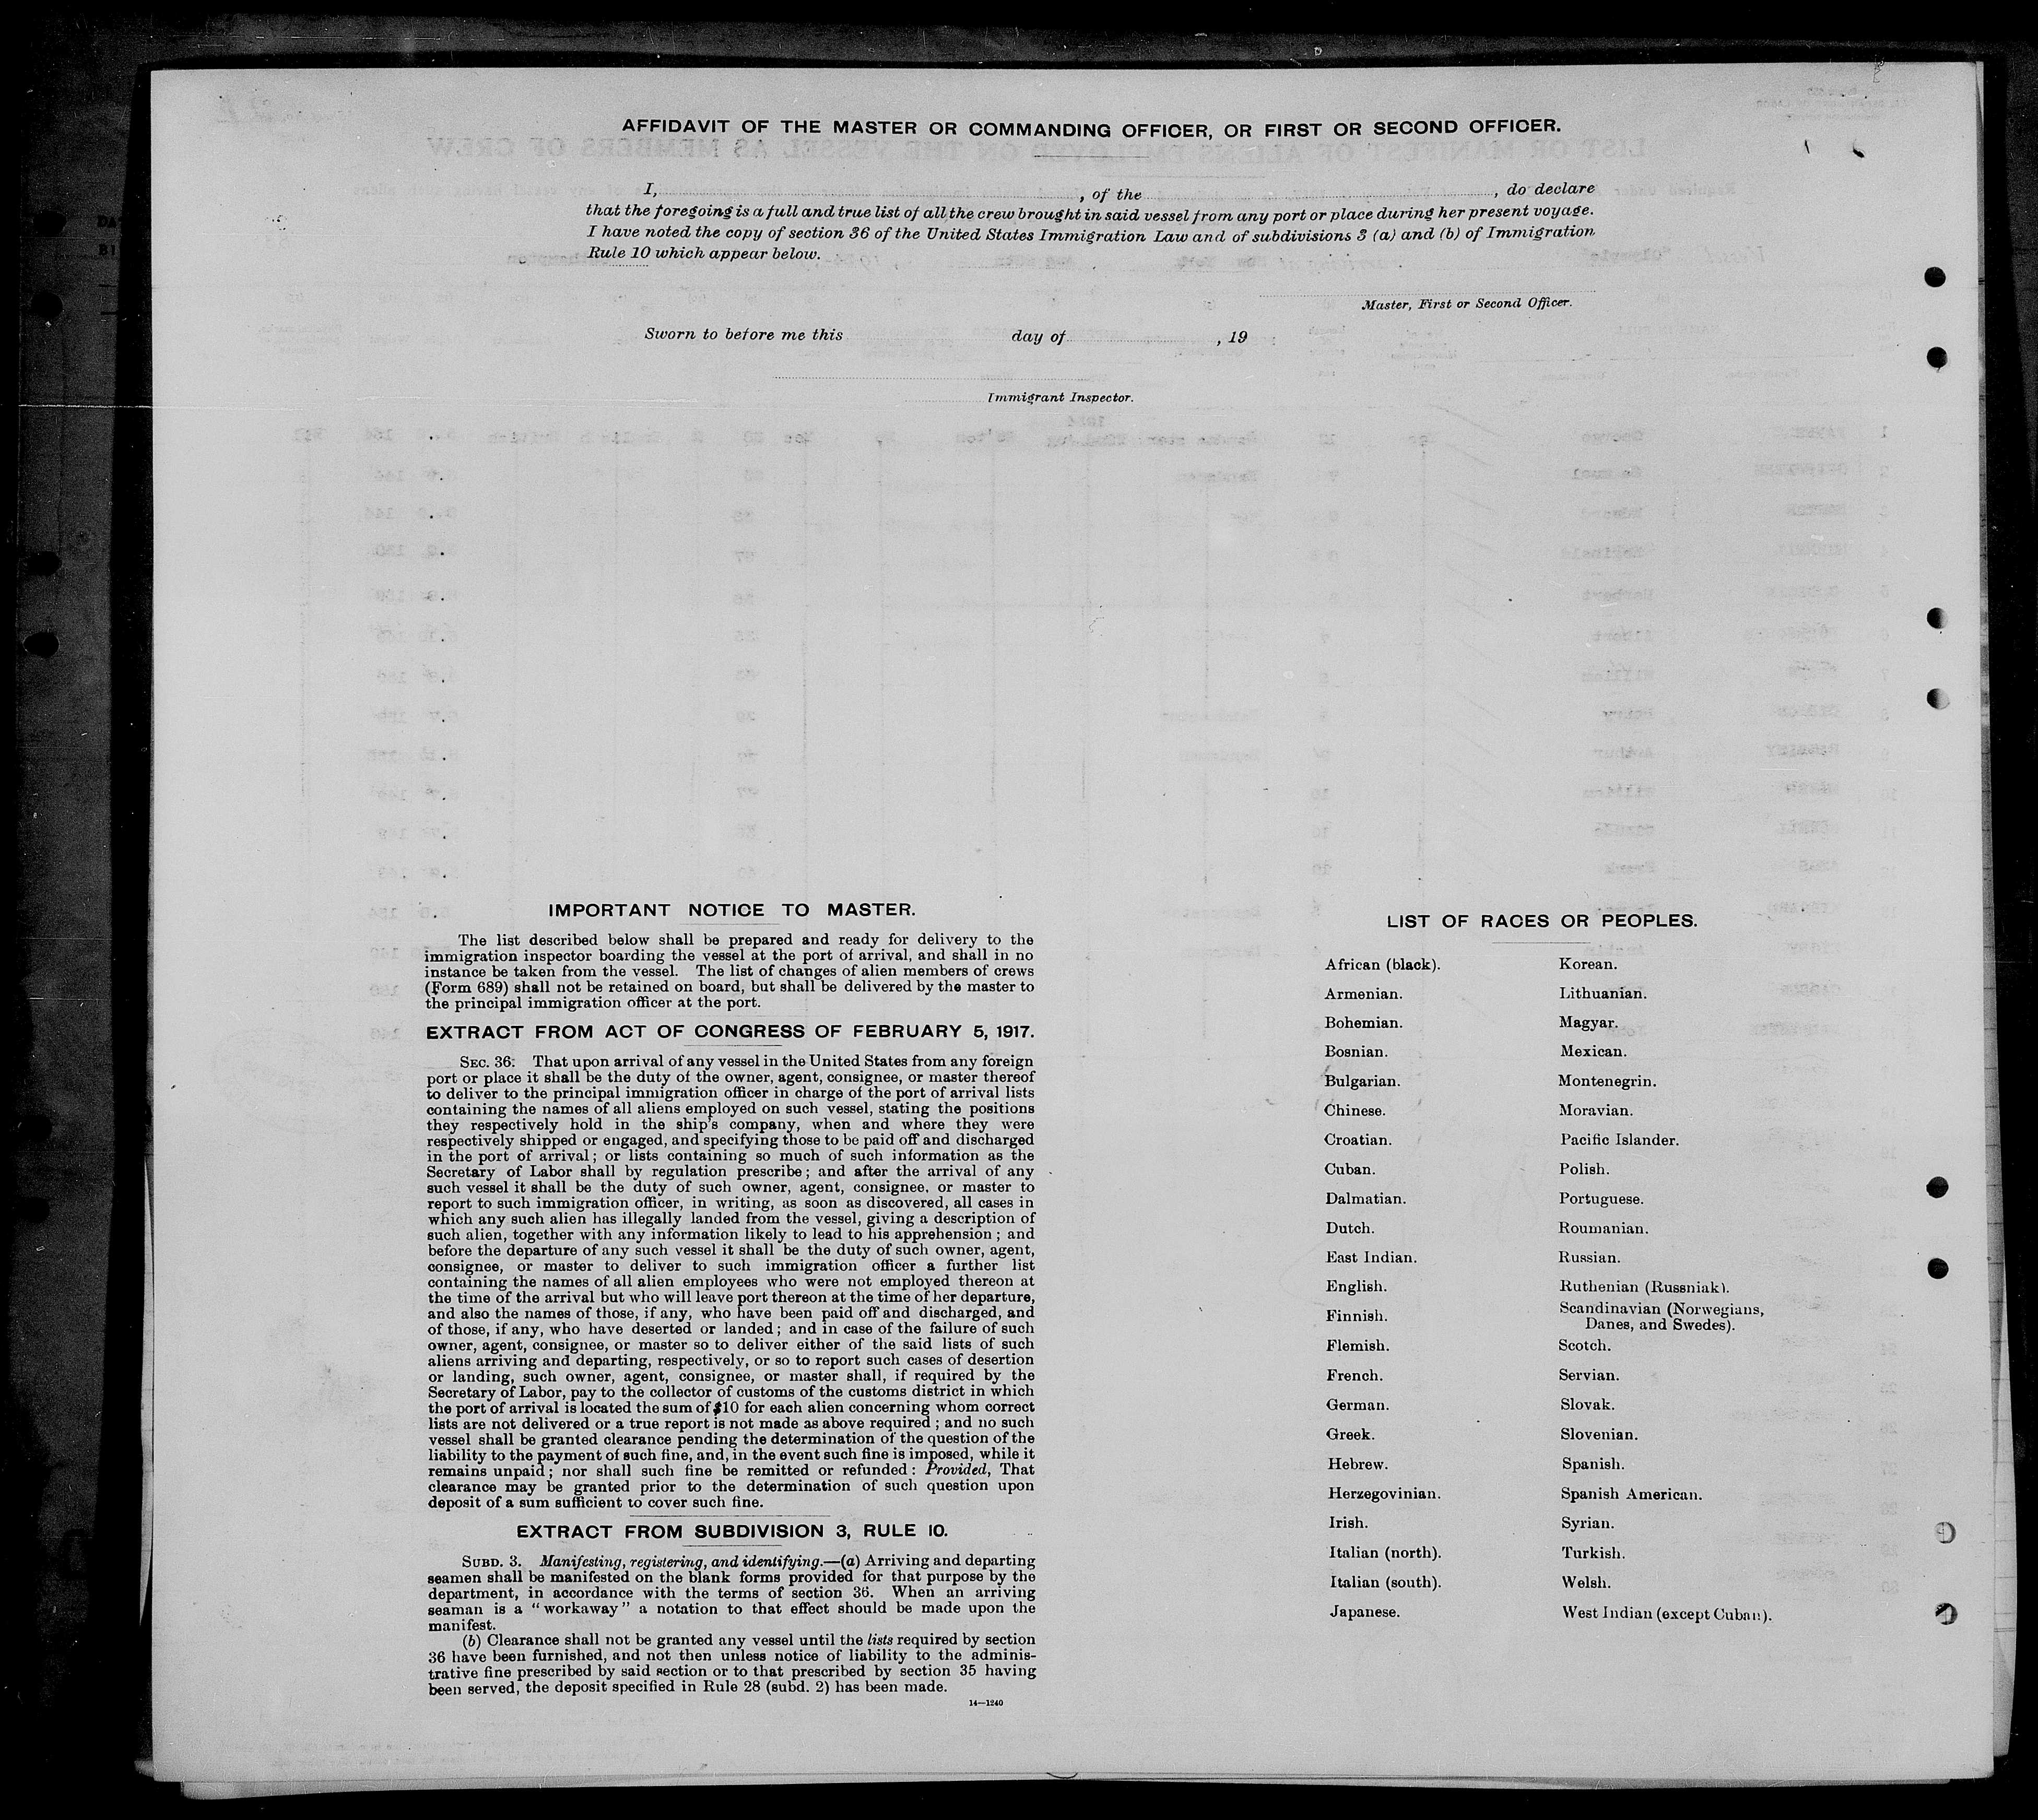 AFFIDAVIT OF THE MASTER OR COMMANDING OFFICER, OR FIRST OR SECOND OFFICER.
I, , of the , do declare
that the foregoing is a full and true list of all the crew brought in said vessel from any port or place during her present voyage.
I have noted the copy of section 36 of the United States Immigration Law and of subdivisions 3 (a) and (b) of Immigration
Rule 10 which appear below.
Master, First or Second Officer.
Sworn to before me this day of , 19
Immigrant Inspector.
IMPORTANT NOTICE TO MASTER.
The list described below shall be prepared and ready for delivery to the
immigration inspector boarding the vessel at the port of arrival, and shall in no
instance be taken from the vessel. The list of changes of alien members of crews
(Form 689) shall not be retained on board, but shall be delivered by the master to
the principal immigration officer at the port.
EXTRACT FROM ACT OF CONGRESS OF FEBRUARY 5, 1917.
SEC. 36. That upon arrival of any vessel in the United States from any foreign
port or place it shall be the duty of the owner, agent, consignee, or master thereof
to deliver to the principal immigration officer in charge of the port of arrival lists
containing the names of all aliens employed on such vessel, stating the positions
they respectively hold in the ship's company, when and where they were
respectively shipped or engaged, and specifying those to be paid off and discharged
in the port of arrival; or lists containing so much of such information as the
Secretary of Labor shall by regulation prescribe; and after the arrival of any
such vessel it shall be the duty of such owner, agent, consignee, or master to
report to such immigration officer, in writing, as soon as discovered, all cases in
which any such alien has illegally landed from the vessel, giving a description of
such alien, together with any information likely to lead to his apprehension; and
before the departure of any such vessel it shall be the duty of such owner, agent,
consignee, or master to deliver to such immigration officer a further list
containing the names of all alien employees who were not employed thereon at
the time of the arrival but who will leave port thereon at the time of her departure,
and also the names of those, if any, who have been paid off and discharged, and
of those, if any, who have deserted or landed; and in case of the failure of such
owner, agent, consignee, or master so to deliver either of the said lists of such
aliens arriving and departing, respectively, or so to report such cases of desertion
or landing, such owner, agent, consignee, or master shall, if required by the
Secretary of Labor, pay to the collector of customs of the customs district in which
the port of arrival is located the sum of $10 for each alien concerning whom correct
lists are not delivered or a true report is not made as above required; and no such
vessel shall be granted clearance pending the determination of the question of the
liability to the payment of such fine, and, in the event such fine is imposed, while it
remains unpaid; nor shall such fine be remitted or refunded: Provided, That
clearance may be granted prior to the determination of such question upon
deposit of a sum sufficient to cover such fine.
EXTRACT FROM SUBDIVISION 3, RULE 10.
SUBD. 3. Manifesting, registering, and identifying.—(a) Arriving and departing
seamen shall be manifested on the blank forms provided for that purpose by the
department, in accordance with the terms of section 36. When an arriving
seaman is a "workaway" a notation to that effect should be made upon the
manifest.
(b) Clearance shall not be granted any vessel until the lists required by section
36 have been furnished, and not then unless notice of liability to the adminis-
trative fine prescribed by said section or to that prescribed by section 35 having
been served, the deposit specified in Rule 28 (subd. 2) has been made.
14—1240
LIST OF RACES OR PEOPLES.
African (black).
Armenian.
Bohemian.
Bosnian.
Bulgarian.
Chinese.
Croatian.
Cuban.
Dalmatian.
Dutch.
East Indian.
English.
Finnish.
Flemish.
French.
German.
Greek.
Hebrew.
Herzegovinian.
Irish.
Italian (north).
Italian (south).
Japanese.
Korean.
Lithuanian.
Magyar.
Mexican.
Montenegrin.
Moravian.
Pacific Islander.
Polish.
Portuguese.
Roumanian.
Russian.
Ruthenian (Russniak).
Scandinavian (Norwegians,
Danes, and Swedes).
Scotch.
Servian.
Slovak.
Slovenian.
Spanish.
Spanish American.
Syrian.
Turkish.
Welsh.
West Indian (except Cuban).